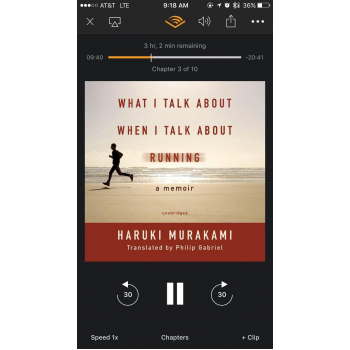 AT&T LTE 9:18 AM 36%
3 hr, 2 min remaining
09:40 -20:41
Chapter 3 of 10
WHAT I TALK ABOUT
WHEN I TALK ABOUT
RUNNING
a memoir
unabridged
HARUKI MURAKAMI
Translated by Philip Gabriel
30 30
Speed 1x Chapters + Clip